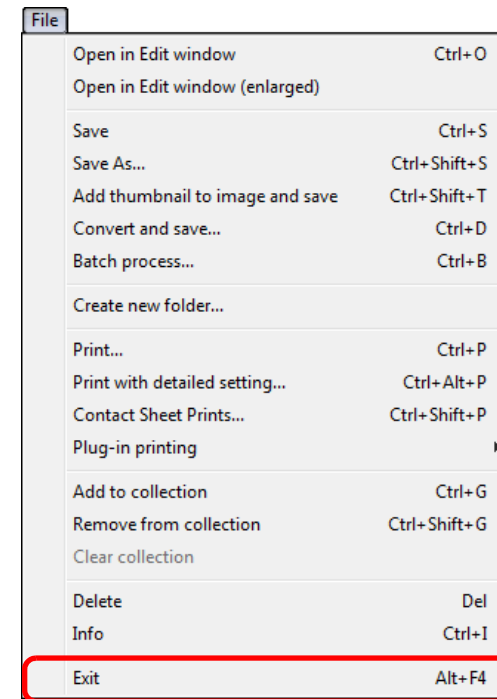 File
Open in Edit window Ctrl+O
Open in Edit window (enlarged)
Save Ctrl+S
Save As... Ctrl+Shift+S
Add thumbnail to image and save Ctrl+Shift+T
Convert and save... Ctrl+D
Batch process... Ctrl+B
Create new folder...
Print... Ctrl+P
Print with detailed setting... Ctrl+Alt+P
Contact Sheet Prints... Ctrl+Shift+P
Plug-in printing
Add to collection Ctrl+G
Remove from collection Ctrl+Shift+G
Clear collection
Delete Del
Info Ctrl+I
Exit Alt+F4